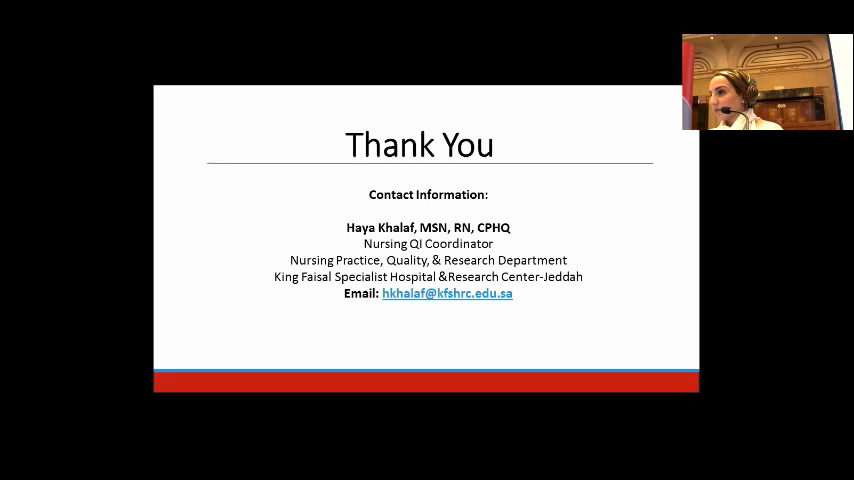 Thank You
Contact Information:
Haya Khalaf, MSN, RN, CPHQ
Nursing QI Coordinator
Nursing Practice, Quality, & Research Department
King Faisal Specialist Hospital &Research Center-Jeddah
Email: hkhalaf@kfshrc.edu.sa